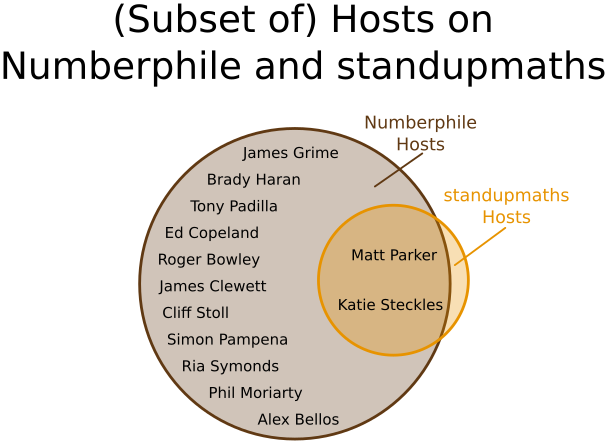 (Subset of) Hosts on
Numberphile and standupmaths
Numberphile
Hosts
standupmaths
Hosts
James Grime
Brady Haran
Tony Padilla
Ed Copeland
Roger Bowley
James Clewett
Cliff Stoll
Simon Pampena
Ria Symonds
Phil Moriarty
Alex Bellos
Matt Parker
Katie Steckles